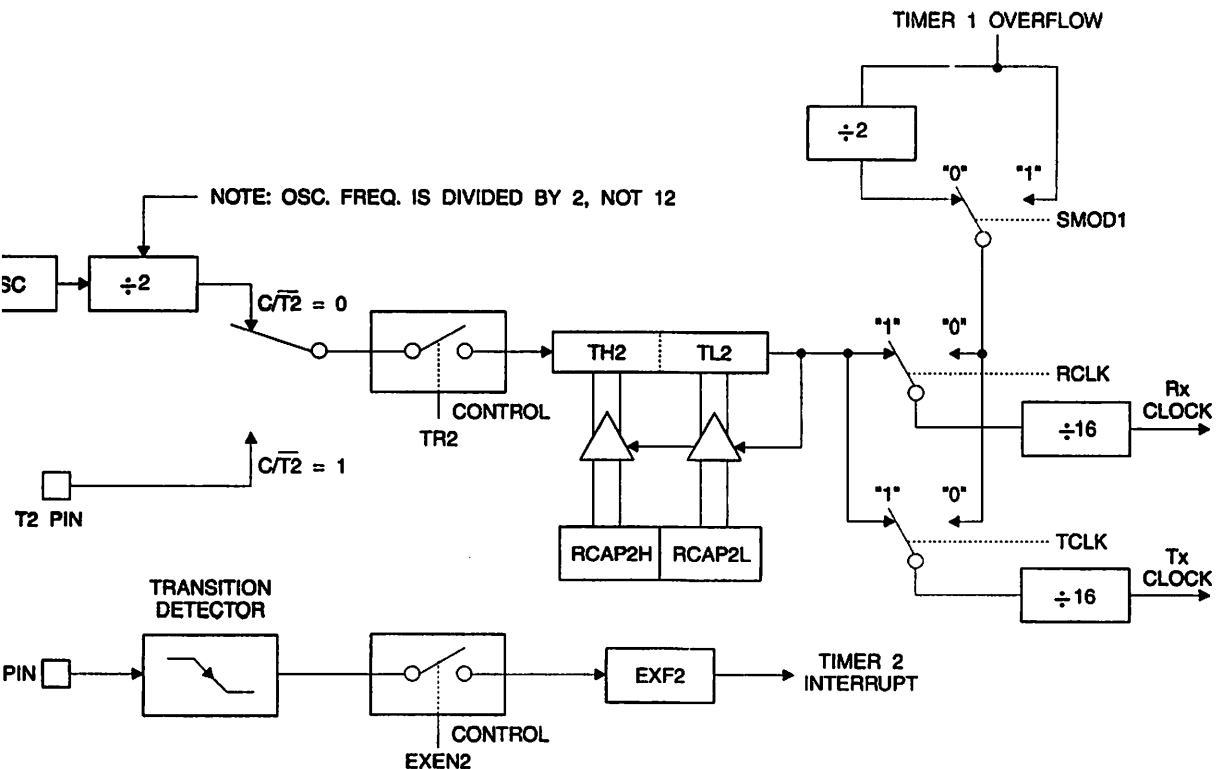 TIMER 1 OVERFLOW
÷2
"0" "1"
NOTE: OSC. FREQ. IS DIVIDED BY 2, NOT 12
SMOD1
SC
÷2
C/T2̅ = 0
"1" "0"
TH2 TL2
RCLK
Rx
CLOCK
CONTROL
TR2
÷16
C/T2̅ = 1
T2 PIN
"1" "0"
RCAP2H RCAP2L
TCLK
Tx
CLOCK
TRANSITION
DETECTOR
÷16
PIN
EXF2
TIMER 2
INTERRUPT
CONTROL
EXEN2